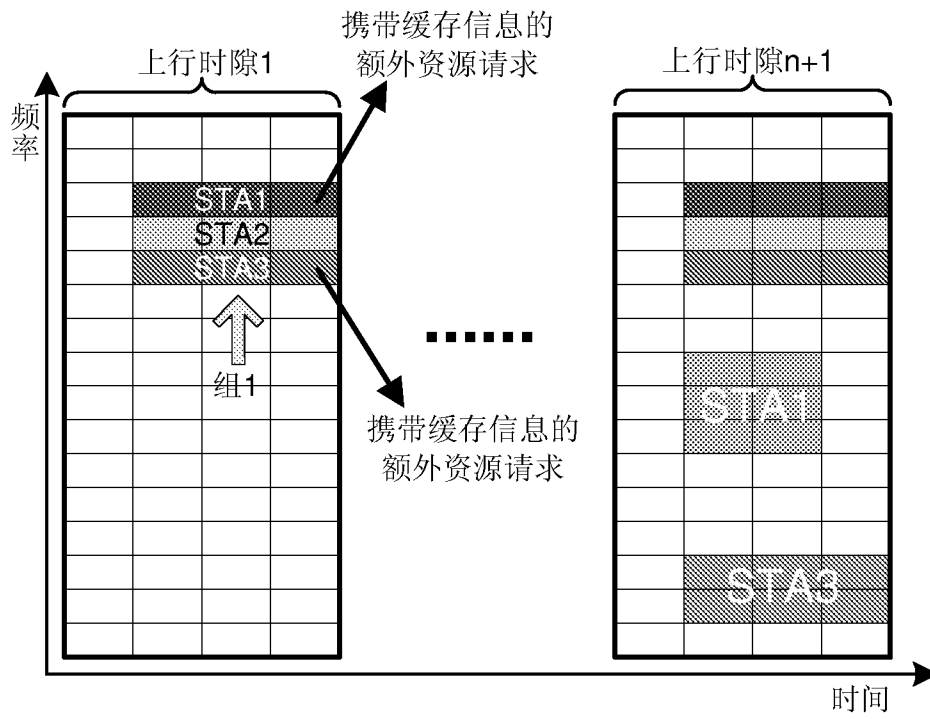 携带缓存信息的
额外资源请求
上行时隙1
上行时隙n+1
频
率
STA1
STA2
STA3
组1
STA1
携带缓存信息的
额外资源请求
STA3
时间